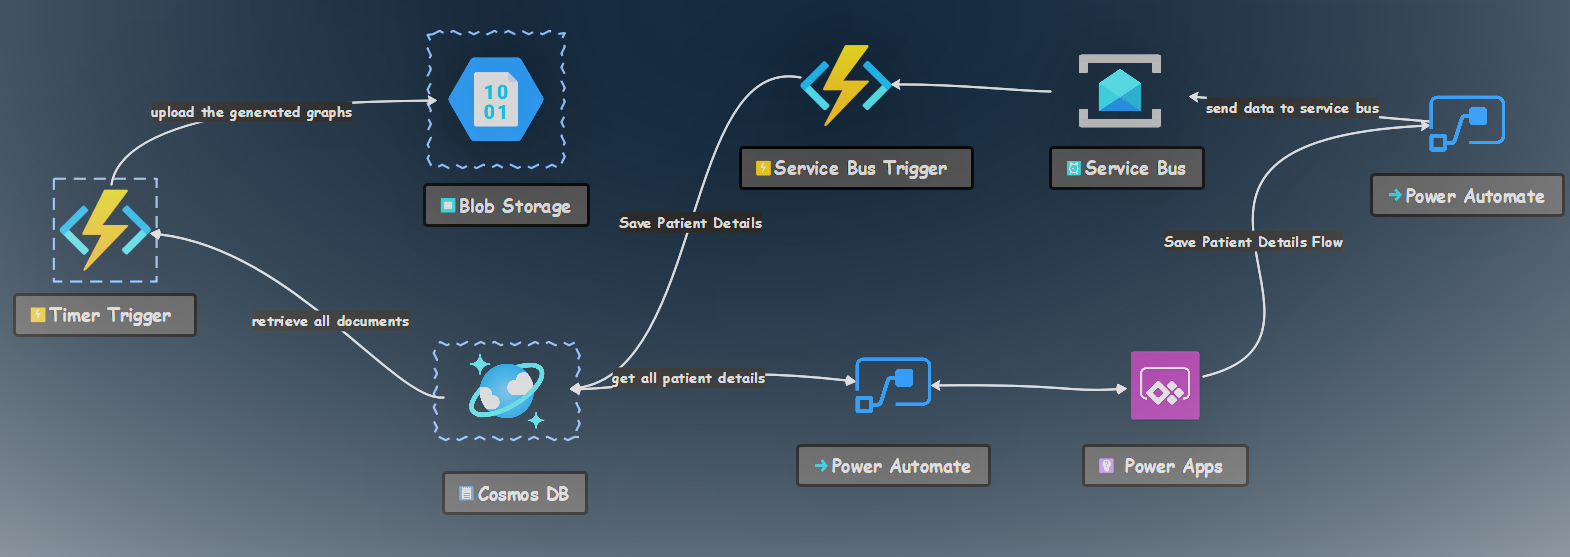 10
01
upload the generated graphs
send data to service bus
Service Bus Trigger
Service Bus
Power Automate
Blob Storage
Save Patient Details
Save Patient Details Flow
Timer Trigger
retrieve all documents
get all patient details
Power Automate
Power Apps
Cosmos DB